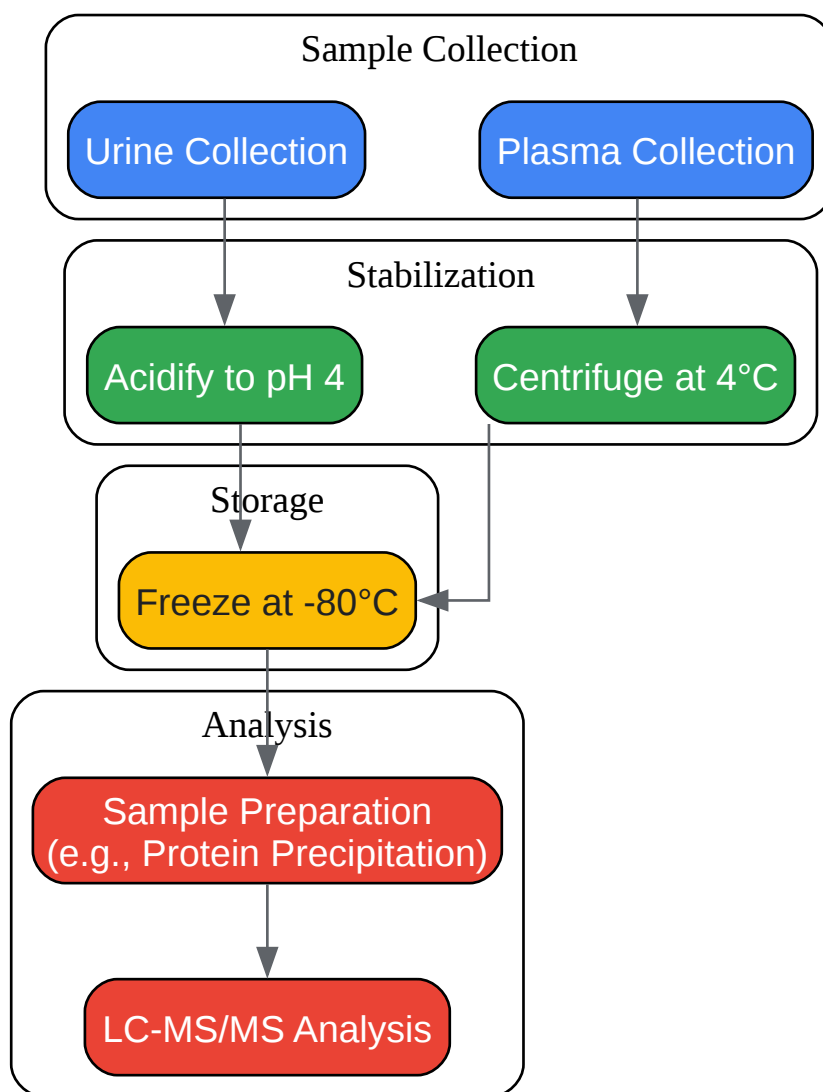 Sample Collection
Urine Collection
Plasma Collection
Stabilization
Acidify to pH 4
Centrifuge at 4°C
Storage
Freeze at -80°C
Analysis
Sample Preparation
(e.g., Protein Precipitation)
LC-MS/MS Analysis